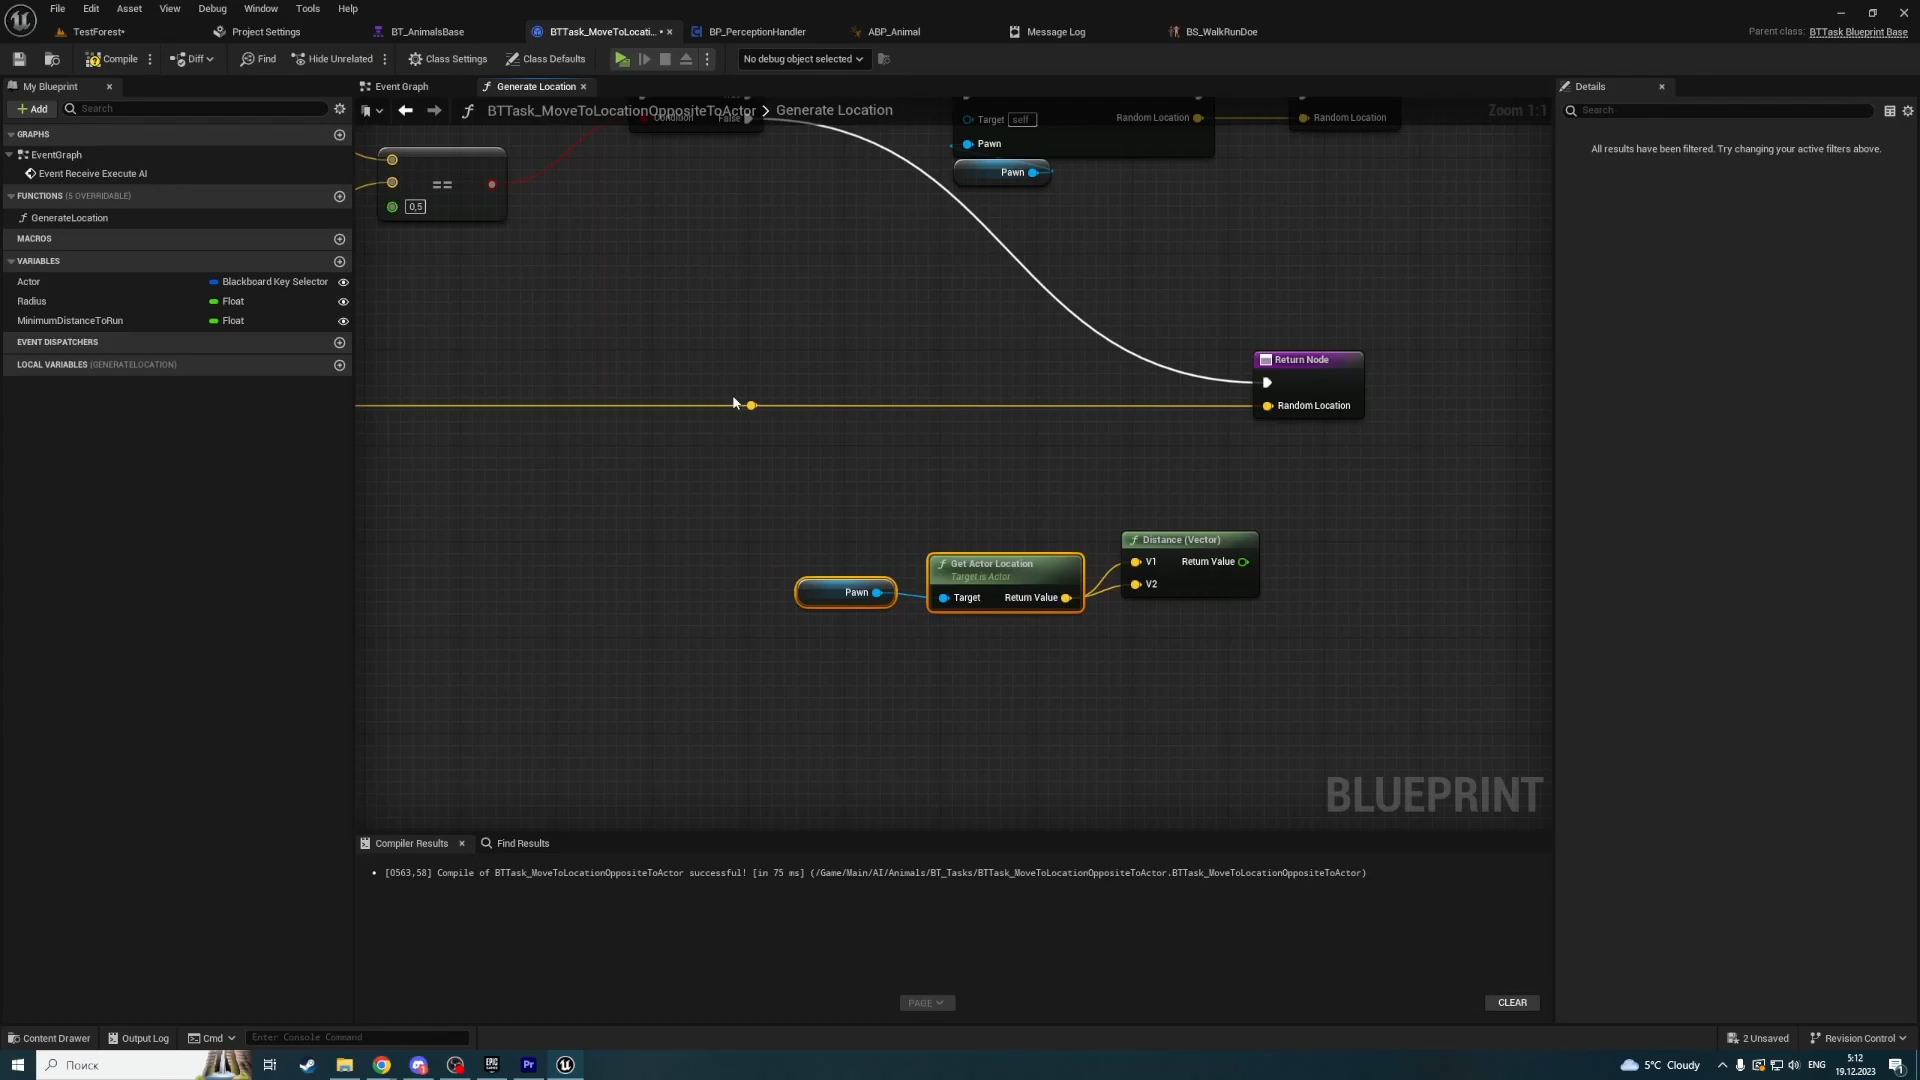 File Edit Asset View Window Debug Window Tools Help
TestForest* Project Settings BT_AnimalsBase BTTask_MoveToLocati... BP_PerceptionHandler ABP_Animal Message Log BS_WalkRunDoe
Parent class: BTTask Blueprint Base
Compile Diff Find Hide Unrelated Class Settings Class Defaults No debug object selected
My Blueprint
Event Graph Generate Location
Details
Add Search
BTTask_MoveToLocationOppositeToActor > Generate Location
Zoom 1:1
Search
GRAPHS
All results have been filtered. Try changing your active filters above.
EventGraph
Event Receive Execute AI
FUNCTIONS (5 OVERRIDABLE)
GenerateLocation
MACROS
VARIABLES
Actor Blackboard Key Selector
Radius Float
MinimumDistanceToRun Float
EVENT DISPATCHERS
LOCAL VARIABLES (GENERATELOCATION)
Condition False
Target self Random Location
Random Location
Pawn
Pawn
==
0,5
Return Node
Random Location
Pawn
Get Actor Location
Target is Actor
Target Return Value
Distance (Vector)
V1 Return Value
V2
BLUEPRINT
Compiler Results Find Results
[0563,58] Compile of BTTask_MoveToLocationOppositeToActor successful! [in 75 ms] (/Game/Main/AI/Animals/BT_Tasks/BTTask_MoveToLocationOppositeToActor.BTTask_MoveToLocationOppositeToActor)
PAGE
CLEAR
Content Drawer Output Log Cmd Enter Console Command
2 Unsaved Revision Control
Поиск
EPIC GAMES
Pr
5°C Cloudy
ENG
5:12
19.12.2023
1